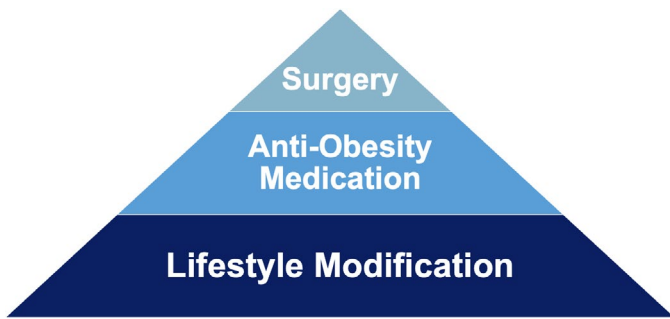 Surgery
Anti-Obesity
Medication
Lifestyle Modification